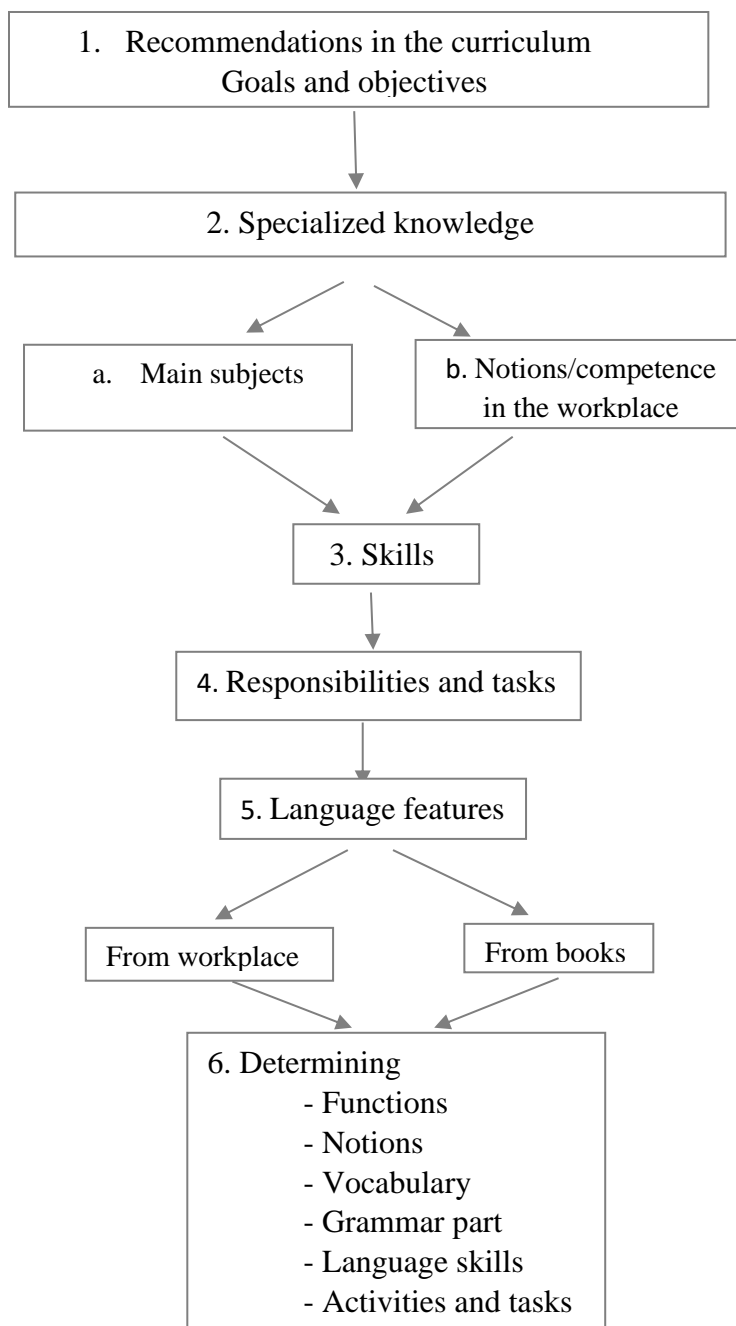 1. Recommendations in the curriculum
Goals and objectives
2. Specialized knowledge
a. Main subjects
b. Notions/competence
in the workplace
3. Skills
4. Responsibilities and tasks
5. Language features
From workplace
From books
6. Determining
- Functions
- Notions
- Vocabulary
- Grammar part
- Language skills
- Activities and tasks